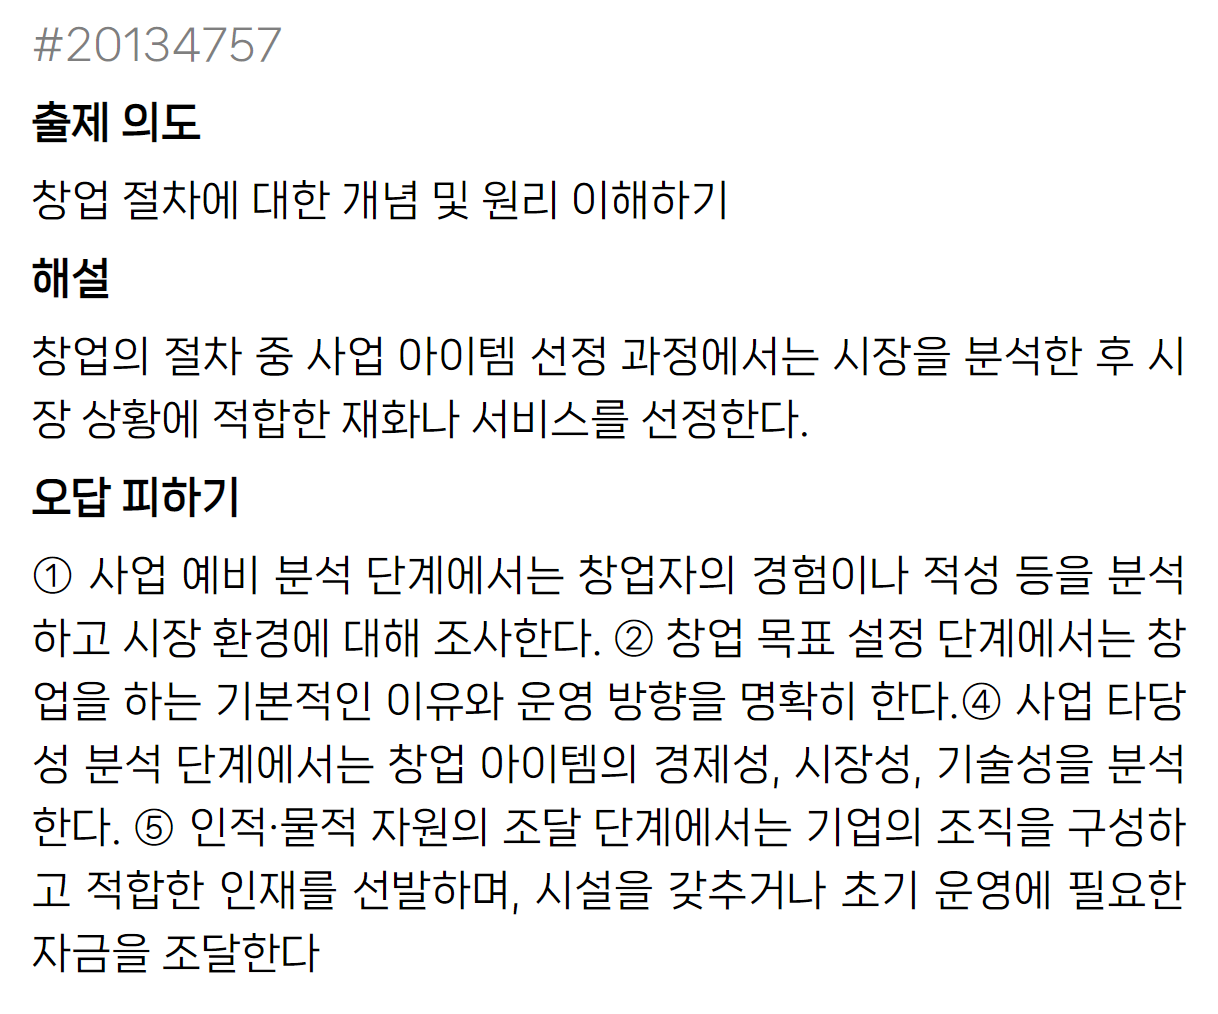 #20134757
출제 의도
창업 절차에 대한 개념 및 원리 이해하기
해설
창업의 절차 중 사업 아이템 선정 과정에서는 시장을 분석한 후 시
장 상황에 적합한 재화나 서비스를 선정한다.
오답 피하기
① 사업 예비 분석 단계에서는 창업자의 경험이나 적성 등을 분석
하고 시장 환경에 대해 조사한다. ② 창업 목표 설정 단계에서는 창
업을 하는 기본적인 이유와 운영 방향을 명확히 한다.④ 사업 타당
성 분석 단계에서는 창업 아이템의 경제성, 시장성, 기술성을 분석
한다. ⑤ 인적·물적 자원의 조달 단계에서는 기업의 조직을 구성하
고 적합한 인재를 선발하며, 시설을 갖추거나 초기 운영에 필요한
자금을 조달한다